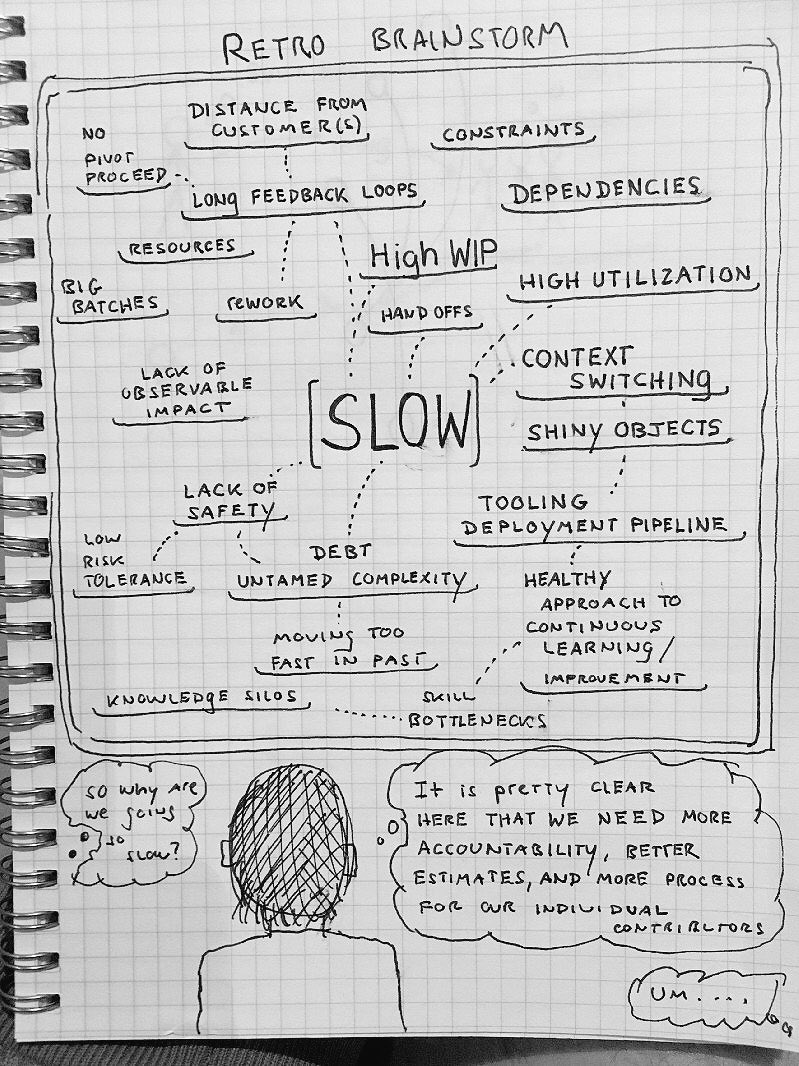 RETRO BRAINSTORM
DISTANCE FROM
CUSTOMER(S)
CONSTRAINTS
NO
PIVOT
PROCEED
LONG FEEDBACK LOOPS
DEPENDENCIES
RESOURCES
High WIP
HIGH UTILIZATION
BIG
BATCHES
reWORK
HAND OFFS
LACK OF
OBSERVABLE
IMPACT
[SLOW]
CONTEXT
SWITCHING
SHINY OBJECTS
LACK OF
SAFETY
TOOLING
DEPLOYMENT PIPELINE
LOW
RISK
TOLERANCE
DEBT
UNTAMED COMPLEXITY
HEALTHY
APPROACH TO
CONTINUOUS
LEARNING/
IMPROVEMENT
MOVING TOO
FAST IN PAST
KNOWLEDGE SILOS
SKILL
BOTTLENECKS
SO WHY ARE
WE GOING
SO
SLOW?
It is pretty CLEAR
HERE THAT WE NEED MORE
ACCOUNTABILITY, BETTER
ESTIMATES, AND MORE PROCESS
FOR OUR INDIVIDUAL
CONTRIBUTORS
UM....